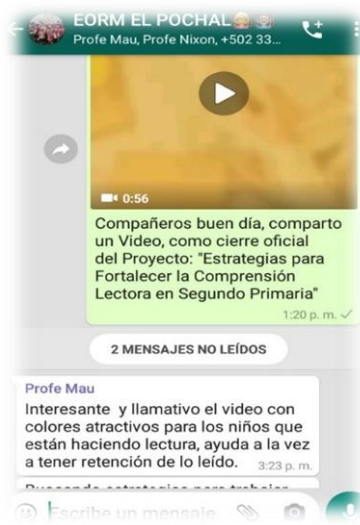 EORM EL POCHAL
Profe Mau, Profe Nixon, +502 33...
0:56
Compañeros buen día, comparto
un Video, como cierre oficial
del Proyecto: "Estrategias para
Fortalecer la Comprensión
Lectora en Segundo Primaria"
1:20 p. m.
2 MENSAJES NO LEÍDOS
Profe Mau
Interesante y llamativo el video con
colores atractivos para los niños que
están haciendo lectura, ayuda a la vez
a tener retención de lo leído. 3:23 p. m.
Escribe un mensaje